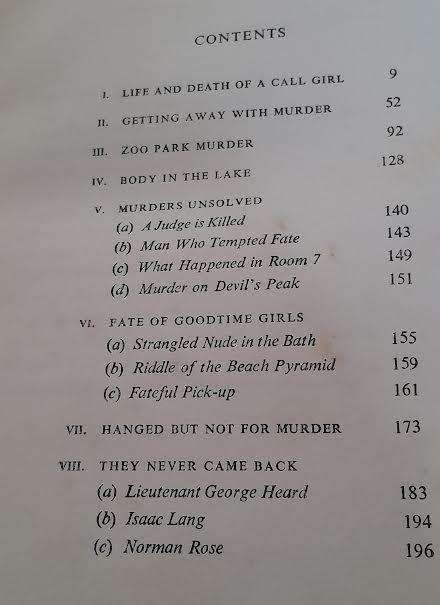 CONTENTS
I. LIFE AND DEATH OF A CALL GIRL 9
II. GETTING AWAY WITH MURDER 52
III. ZOO PARK MURDER 92
IV. BODY IN THE LAKE 128
V. MURDERS UNSOLVED
(a) A Judge is Killed 140
(b) Man Who Tempted Fate 143
(c) What Happened in Room 7 149
(d) Murder on Devil's Peak 151
VI. FATE OF GOODTIME GIRLS
(a) Strangled Nude in the Bath 155
(b) Riddle of the Beach Pyramid 159
(c) Fateful Pick-up 161
VII. HANGED BUT NOT FOR MURDER 173
VIII. THEY NEVER CAME BACK
(a) Lieutenant George Heard 183
(b) Isaac Lang 194
(c) Norman Rose 196